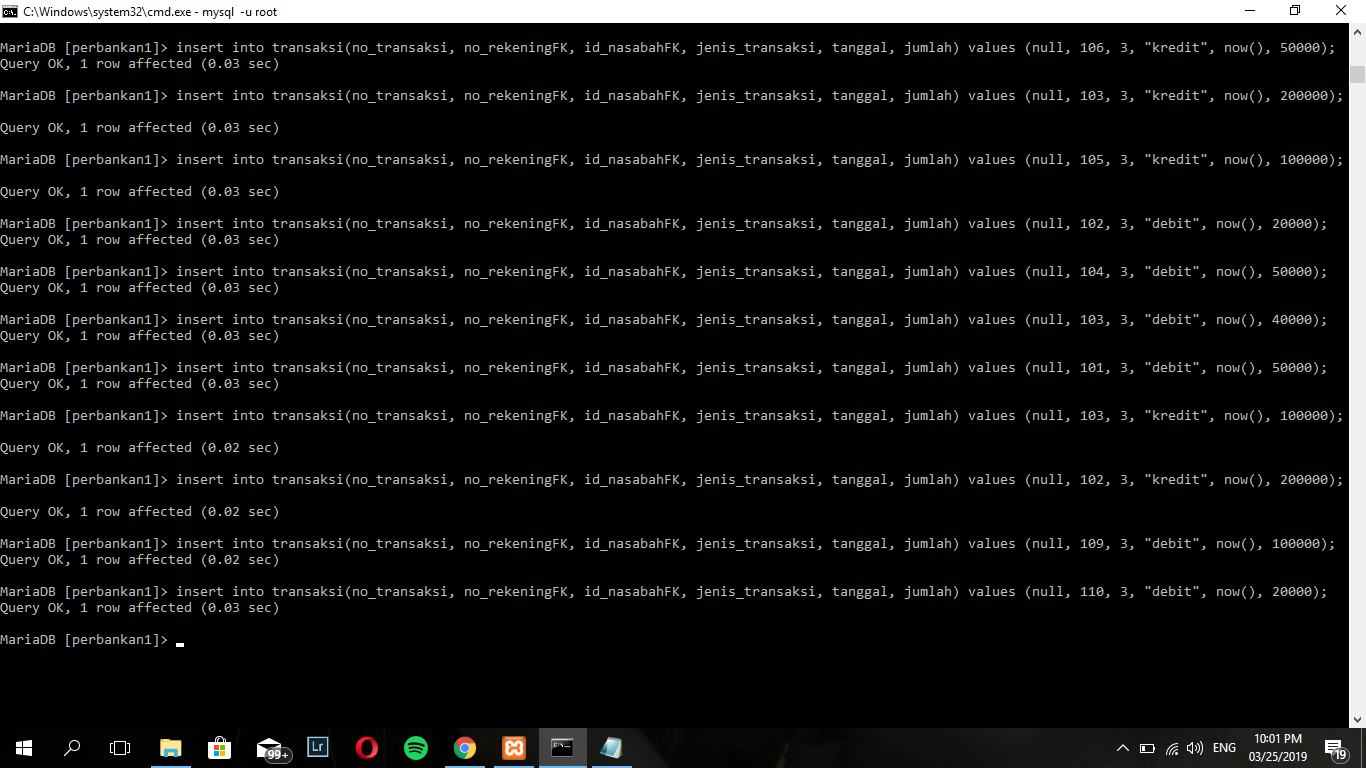 C:\Windows\system32\cmd.exe - mysql -u root
MariaDB [perbankan1]> insert into transaksi(no_transaksi, no_rekeningFK, id_nasabahFK, jenis_transaksi, tanggal, jumlah) values (null, 106, 3, "kredit", now(), 50000);
Query OK, 1 row affected (0.03 sec)
MariaDB [perbankan1]> insert into transaksi(no_transaksi, no_rekeningFK, id_nasabahFK, jenis_transaksi, tanggal, jumlah) values (null, 103, 3, "kredit", now(), 200000);
Query OK, 1 row affected (0.03 sec)
MariaDB [perbankan1]> insert into transaksi(no_transaksi, no_rekeningFK, id_nasabahFK, jenis_transaksi, tanggal, jumlah) values (null, 105, 3, "kredit", now(), 100000);
Query OK, 1 row affected (0.03 sec)
MariaDB [perbankan1]> insert into transaksi(no_transaksi, no_rekeningFK, id_nasabahFK, jenis_transaksi, tanggal, jumlah) values (null, 102, 3, "debit", now(), 20000);
Query OK, 1 row affected (0.03 sec)
MariaDB [perbankan1]> insert into transaksi(no_transaksi, no_rekeningFK, id_nasabahFK, jenis_transaksi, tanggal, jumlah) values (null, 104, 3, "debit", now(), 50000);
Query OK, 1 row affected (0.03 sec)
MariaDB [perbankan1]> insert into transaksi(no_transaksi, no_rekeningFK, id_nasabahFK, jenis_transaksi, tanggal, jumlah) values (null, 103, 3, "debit", now(), 40000);
Query OK, 1 row affected (0.03 sec)
MariaDB [perbankan1]> insert into transaksi(no_transaksi, no_rekeningFK, id_nasabahFK, jenis_transaksi, tanggal, jumlah) values (null, 101, 3, "debit", now(), 50000);
Query OK, 1 row affected (0.03 sec)
MariaDB [perbankan1]> insert into transaksi(no_transaksi, no_rekeningFK, id_nasabahFK, jenis_transaksi, tanggal, jumlah) values (null, 103, 3, "kredit", now(), 100000);
Query OK, 1 row affected (0.02 sec)
MariaDB [perbankan1]> insert into transaksi(no_transaksi, no_rekeningFK, id_nasabahFK, jenis_transaksi, tanggal, jumlah) values (null, 102, 3, "kredit", now(), 200000);
Query OK, 1 row affected (0.02 sec)
MariaDB [perbankan1]> insert into transaksi(no_transaksi, no_rekeningFK, id_nasabahFK, jenis_transaksi, tanggal, jumlah) values (null, 109, 3, "debit", now(), 100000);
Query OK, 1 row affected (0.02 sec)
MariaDB [perbankan1]> insert into transaksi(no_transaksi, no_rekeningFK, id_nasabahFK, jenis_transaksi, tanggal, jumlah) values (null, 110, 3, "debit", now(), 20000);
Query OK, 1 row affected (0.03 sec)
MariaDB [perbankan1]>
99+ Lr ENG 10:01 PM 19
03/25/2019